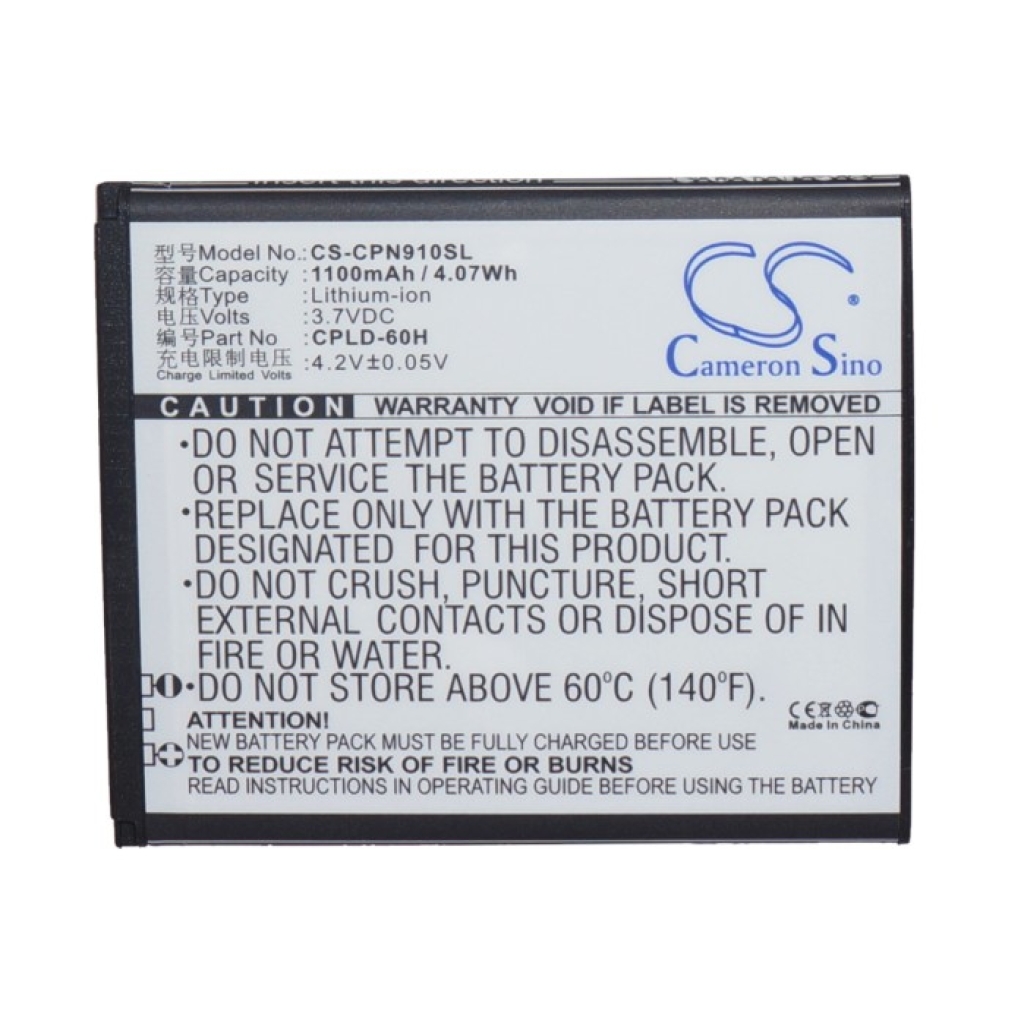 Insert this direction
型号Model No.: CS-CPN910SL
容量Capacity : 1100mAh / 4.07Wh
规格Type : Lithium-ion
电压Volts : 3.7VDC
编号Part No : CPLD-60H
充电限制电压 : 4.2V±0.05V
Charge Limited Volts
CS ®
Cameron Sino
CAUTION WARRANTY VOID IF LABEL IS REMOVED
•DO NOT ATTEMPT TO DISASSEMBLE, OPEN
OR SERVICE THE BATTERY PACK.
•REPLACE ONLY WITH THE BATTERY PACK
DESIGNATED FOR THIS PRODUCT.
•DO NOT CRUSH, PUNCTURE, SHORT
EXTERNAL CONTACTS OR DISPOSE OF IN
FIRE OR WATER.
•DO NOT STORE ABOVE 60°C (140°F).
ATTENTION!
NEW BATTERY PACK MUST BE FULLY CHARGED BEFORE USE
TO REDUCE RISK OF FIRE OR BURNS
READ INSTRUCTIONS IN OPERATING GUIDE BEFORE USING THE BATTERY
CE
Made In China